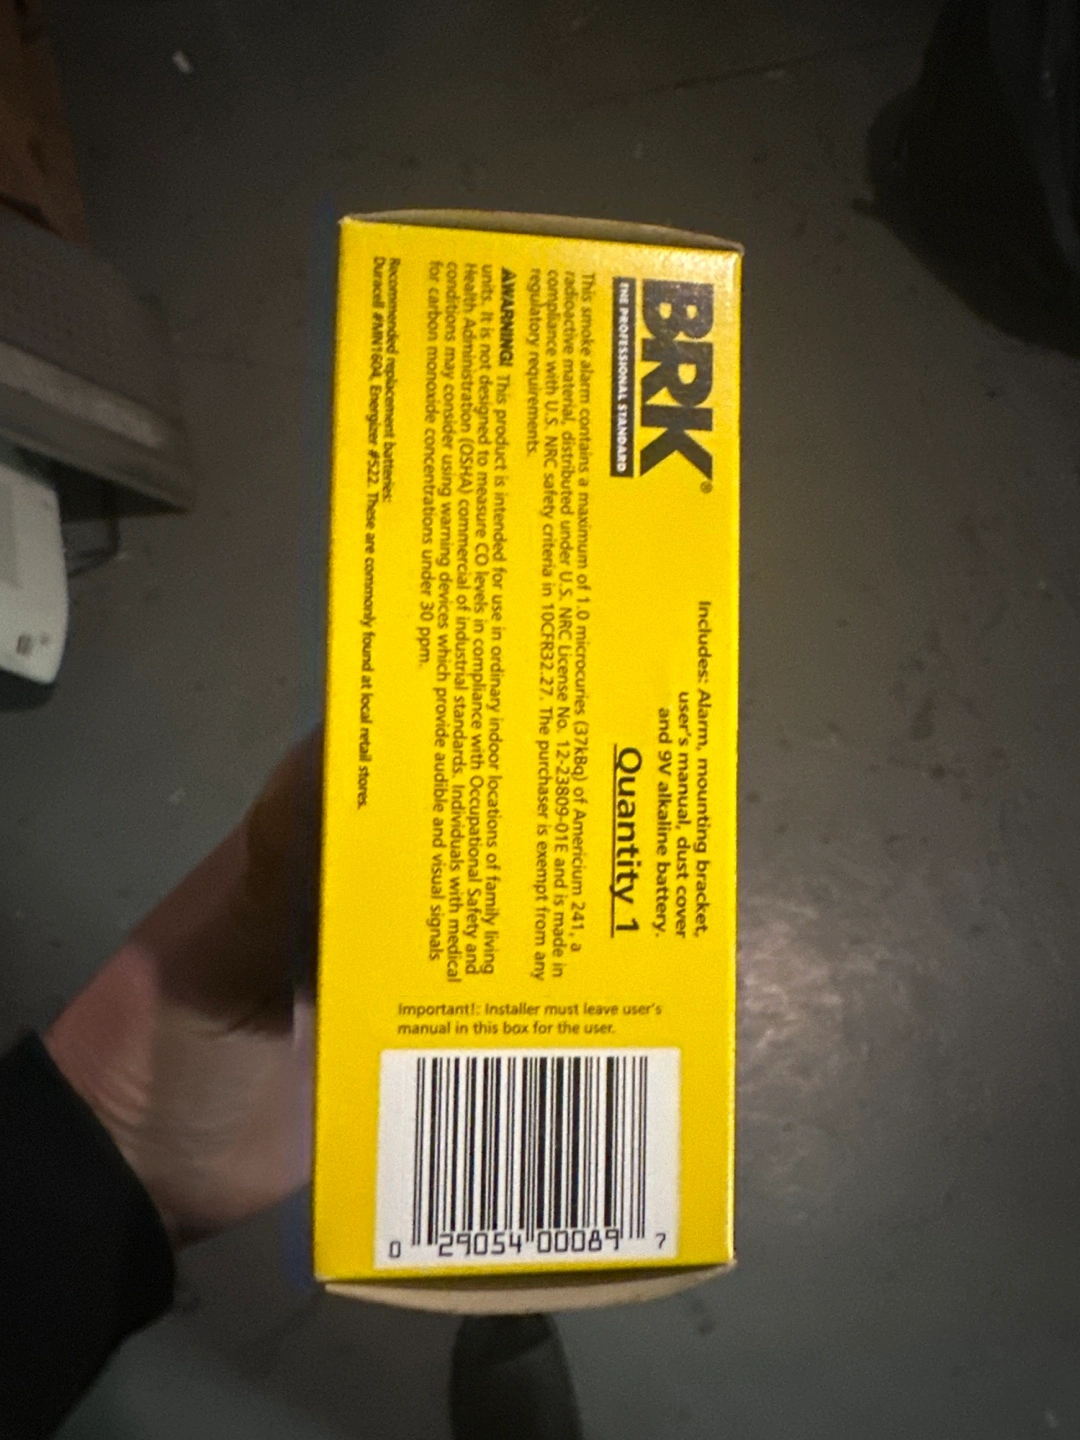 BRK®
THE PROFESSIONAL STANDARD
Includes: Alarm, mounting bracket,
user's manual, dust cover
and 9V alkaline battery.
Quantity 1
This smoke alarm contains a maximum of 1.0 microcuries (37kBq) of Americium 241, a
radioactive material, distributed under U.S. NRC License No. 12-23809-01E and is made in
compliance with U.S. NRC safety criteria in 10CFR32.27. The purchaser is exempt from any
regulatory requirements.
AWARNING! This product is intended for use in ordinary indoor locations of family living
units. It is not designed to measure CO levels in compliance with Occupational Safety and
Health Administration (OSHA) commercial of industrial standards. Individuals with medical
conditions may consider using warning devices which provide audible and visual signals
for carbon monoxide concentrations under 30 ppm.
Recommended replacement batteries:
Duracell #MN1604, Energizer #522. These are commonly found at local retail stores.
Important!: Installer must leave user's
manual in this box for the user.
0 29054 00089 7